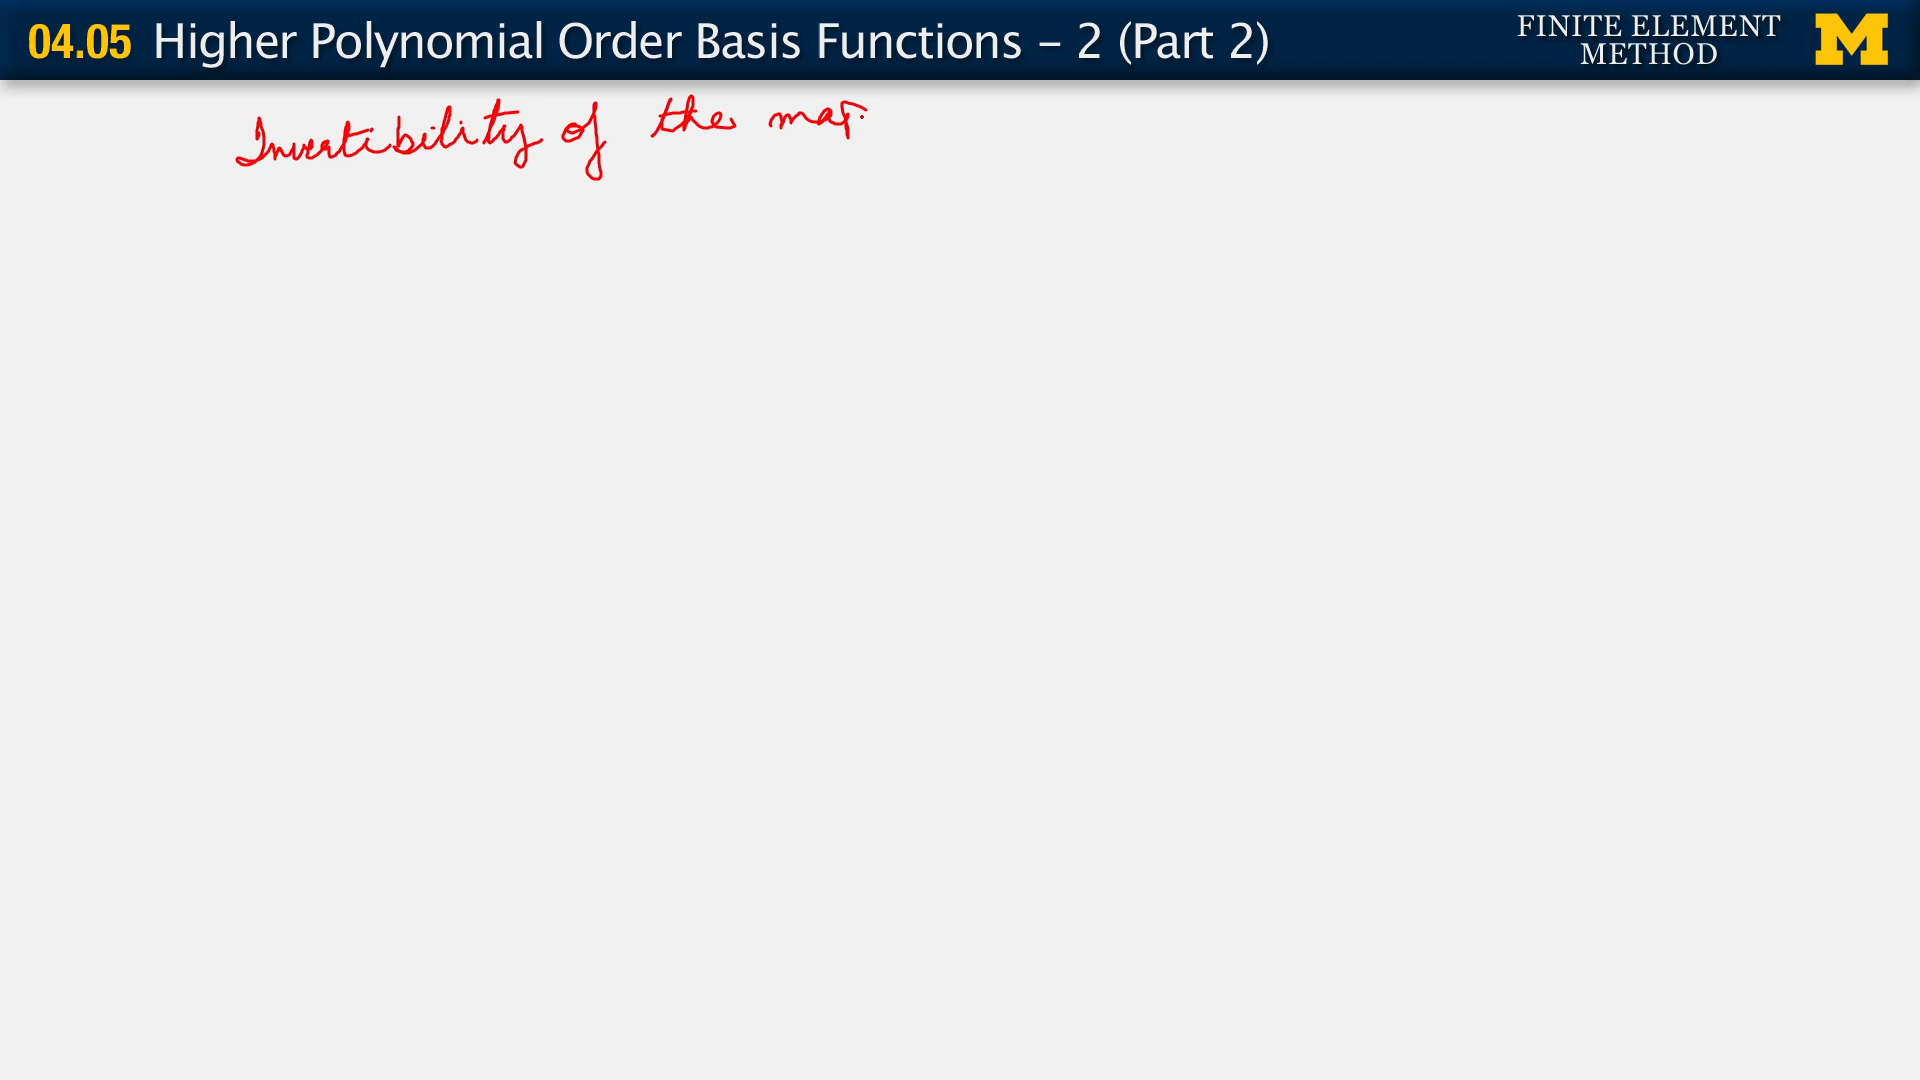 04.05 Higher Polynomial Order Basis Functions – 2 (Part 2)
FINITE ELEMENT
METHOD
M
Invertibility of the map